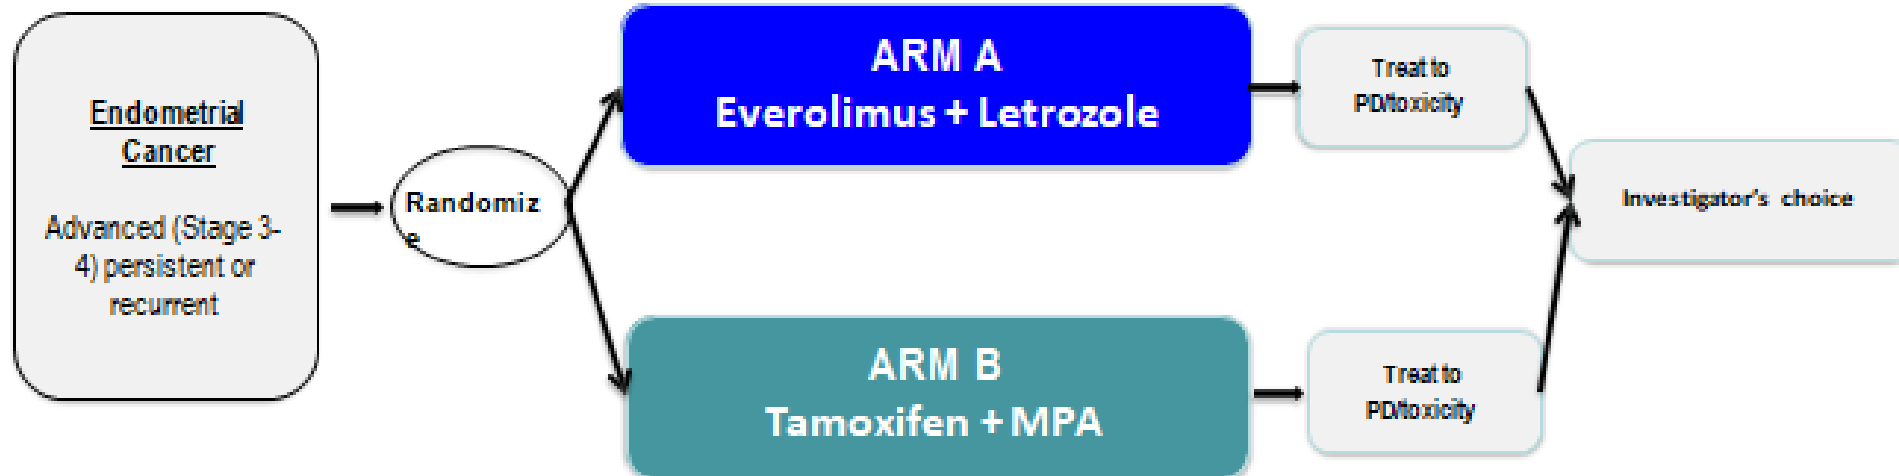 Endometrial
Cancer
Advanced (Stage 3-
4) persistent or
recurrent
Randomiz
e
ARM A
Everolimus + Letrozole
Treat to
PD/toxicity
ARM B
Tamoxifen + MPA
Treat to
PD/toxicity
Investigator's choice